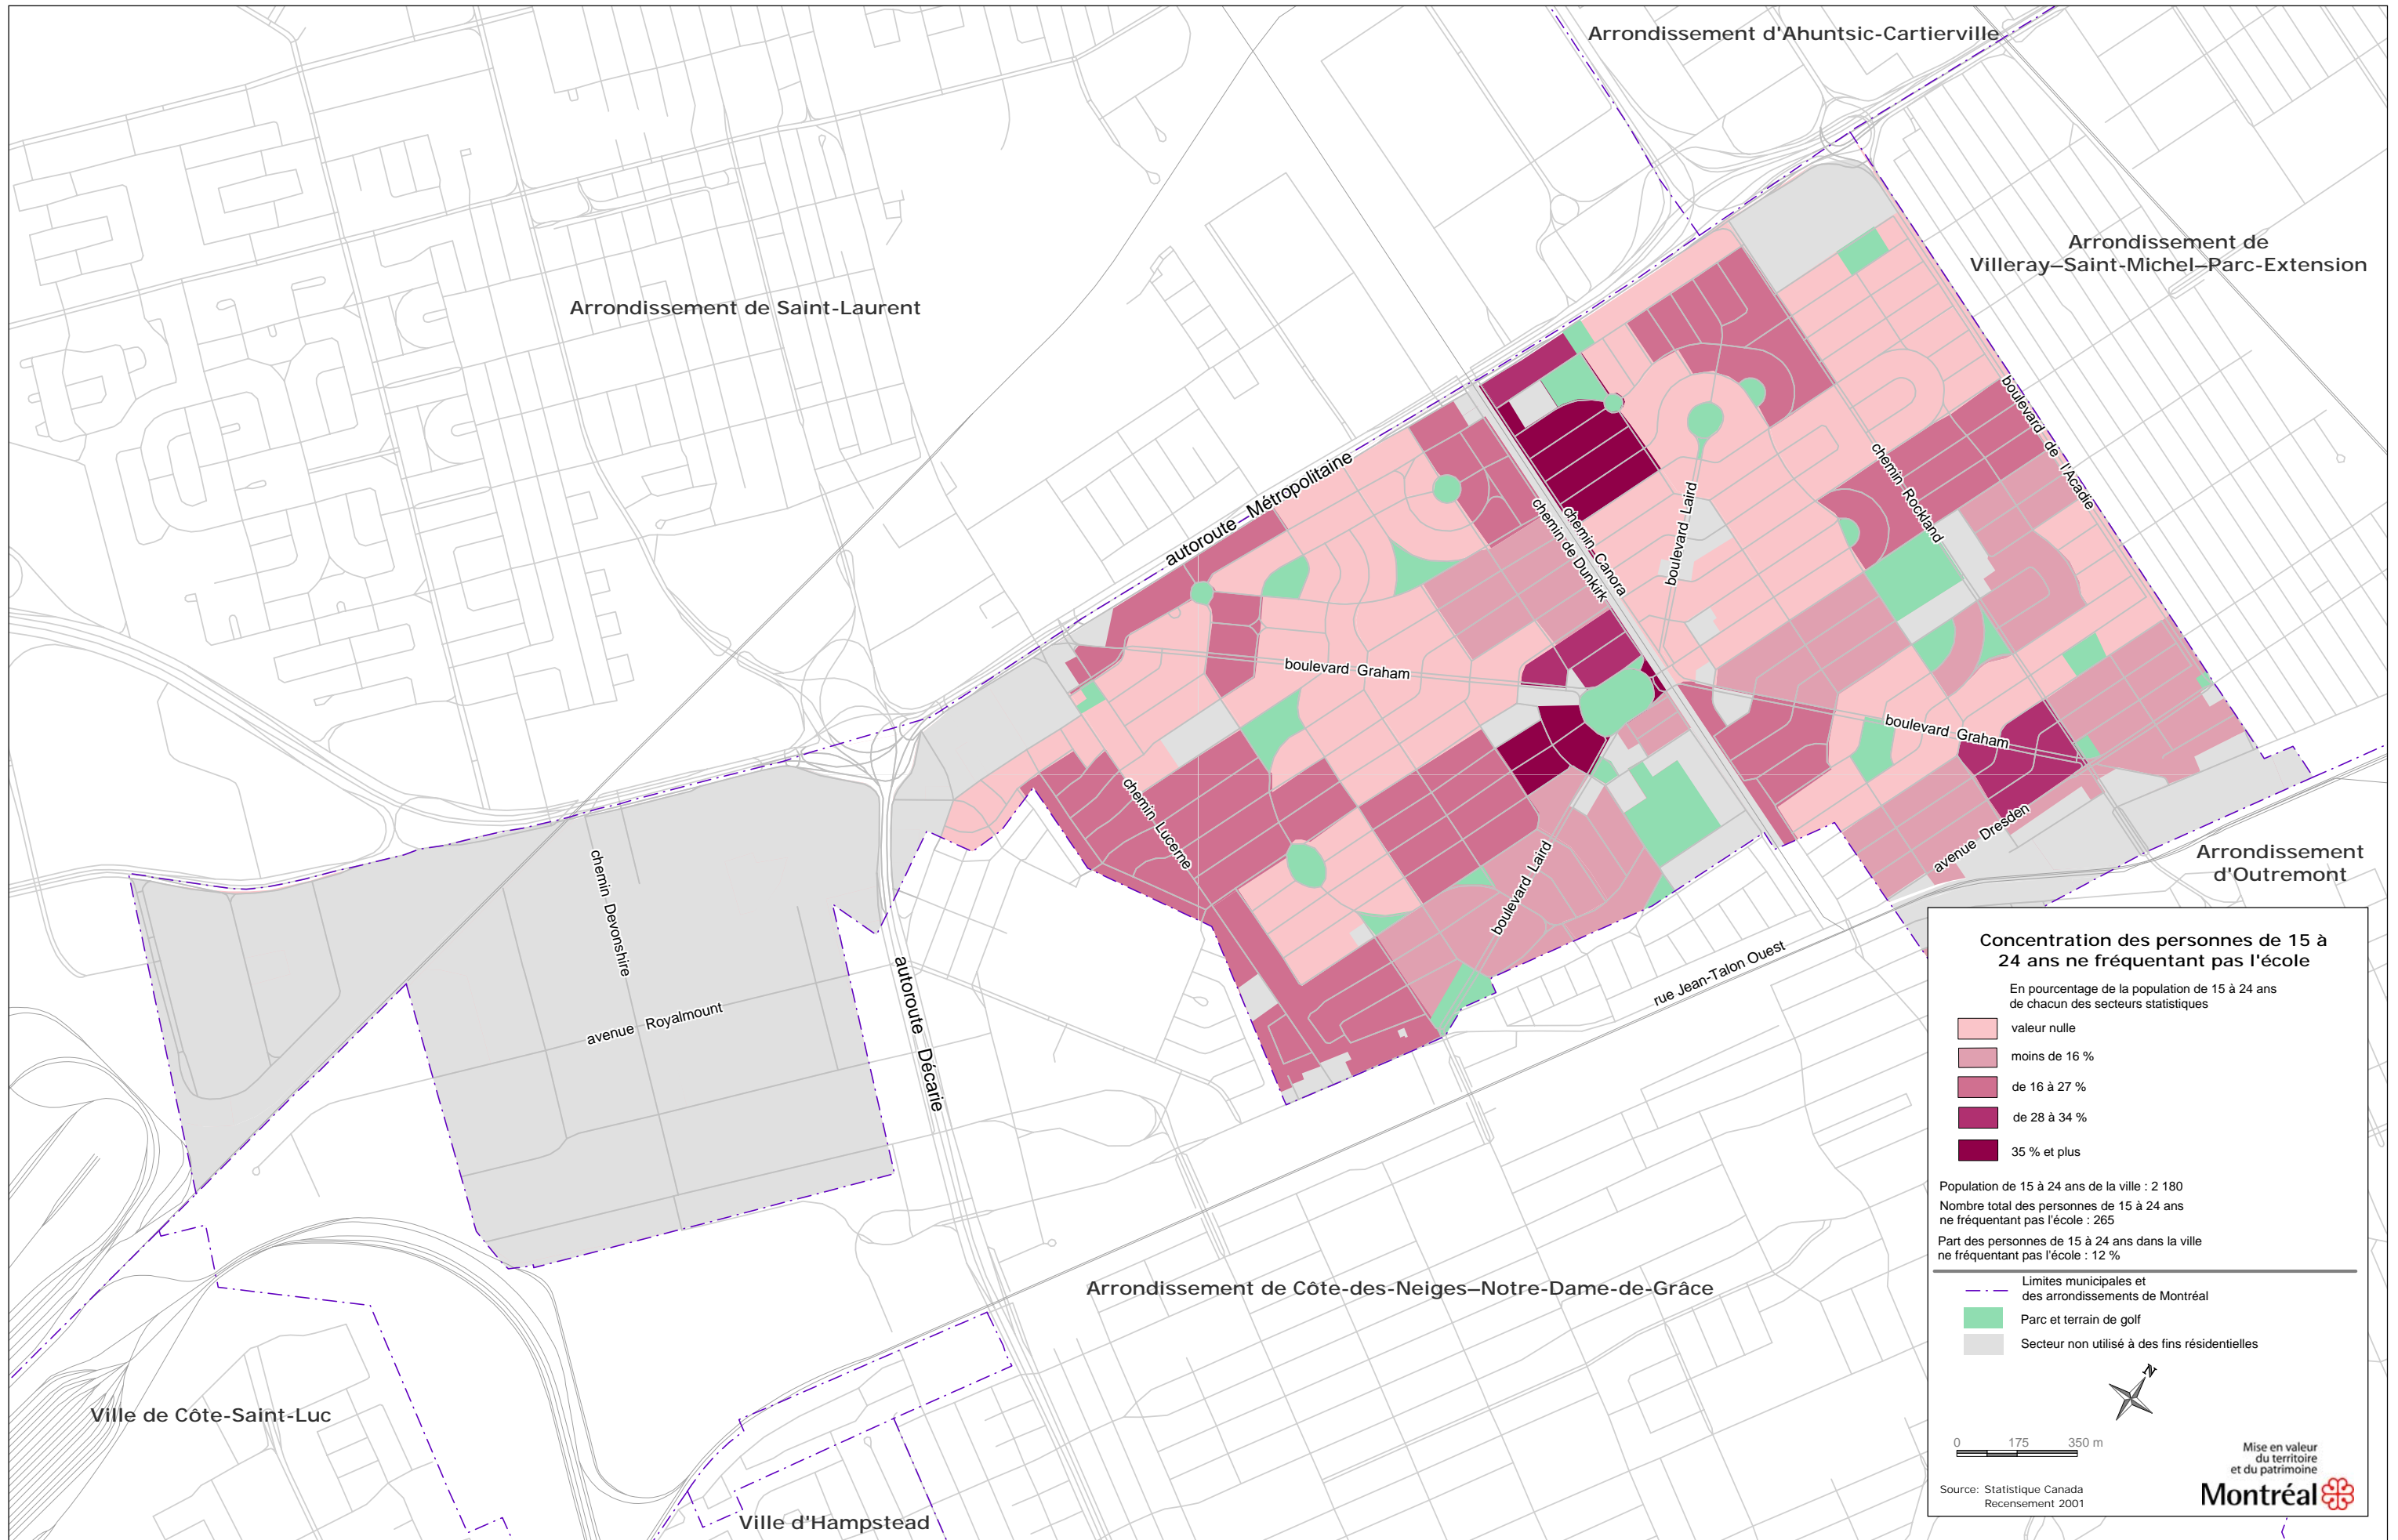 Arrondissement d'Ahuntsic-Cartierville
Arrondissement de
Villeray–Saint-Michel–Parc-Extension
Arrondissement de Saint-Laurent
boulevard de l'Acadie
chemin Rockland
autoroute Métropolitaine
chemin Canora
chemin de Dunkirk
boulevard Laird
boulevard Graham
boulevard Graham
chemin Lucerne
boulevard Laird
avenue Dresden
Arrondissement
d'Outremont
chemin Devonshire
avenue Royalmount
autoroute Décarie
rue Jean-Talon Ouest
Arrondissement de Côte-des-Neiges–Notre-Dame-de-Grâce
Ville de Côte-Saint-Luc
Ville d'Hampstead
Concentration des personnes de 15 à
24 ans ne fréquentant pas l'école
En pourcentage de la population de 15 à 24 ans
de chacun des secteurs statistiques
valeur nulle
moins de 16 %
de 16 à 27 %
de 28 à 34 %
35 % et plus
Population de 15 à 24 ans de la ville : 2 180
Nombre total des personnes de 15 à 24 ans
ne fréquentant pas l'école : 265
Part des personnes de 15 à 24 ans dans la ville
ne fréquentant pas l'école : 12 %
Limites municipales et
des arrondissements de Montréal
Parc et terrain de golf
Secteur non utilisé à des fins résidentielles
N
0 175 350 m
Mise en valeur
du territoire
et du patrimoine
Source: Statistique Canada
Recensement 2001
Montréal